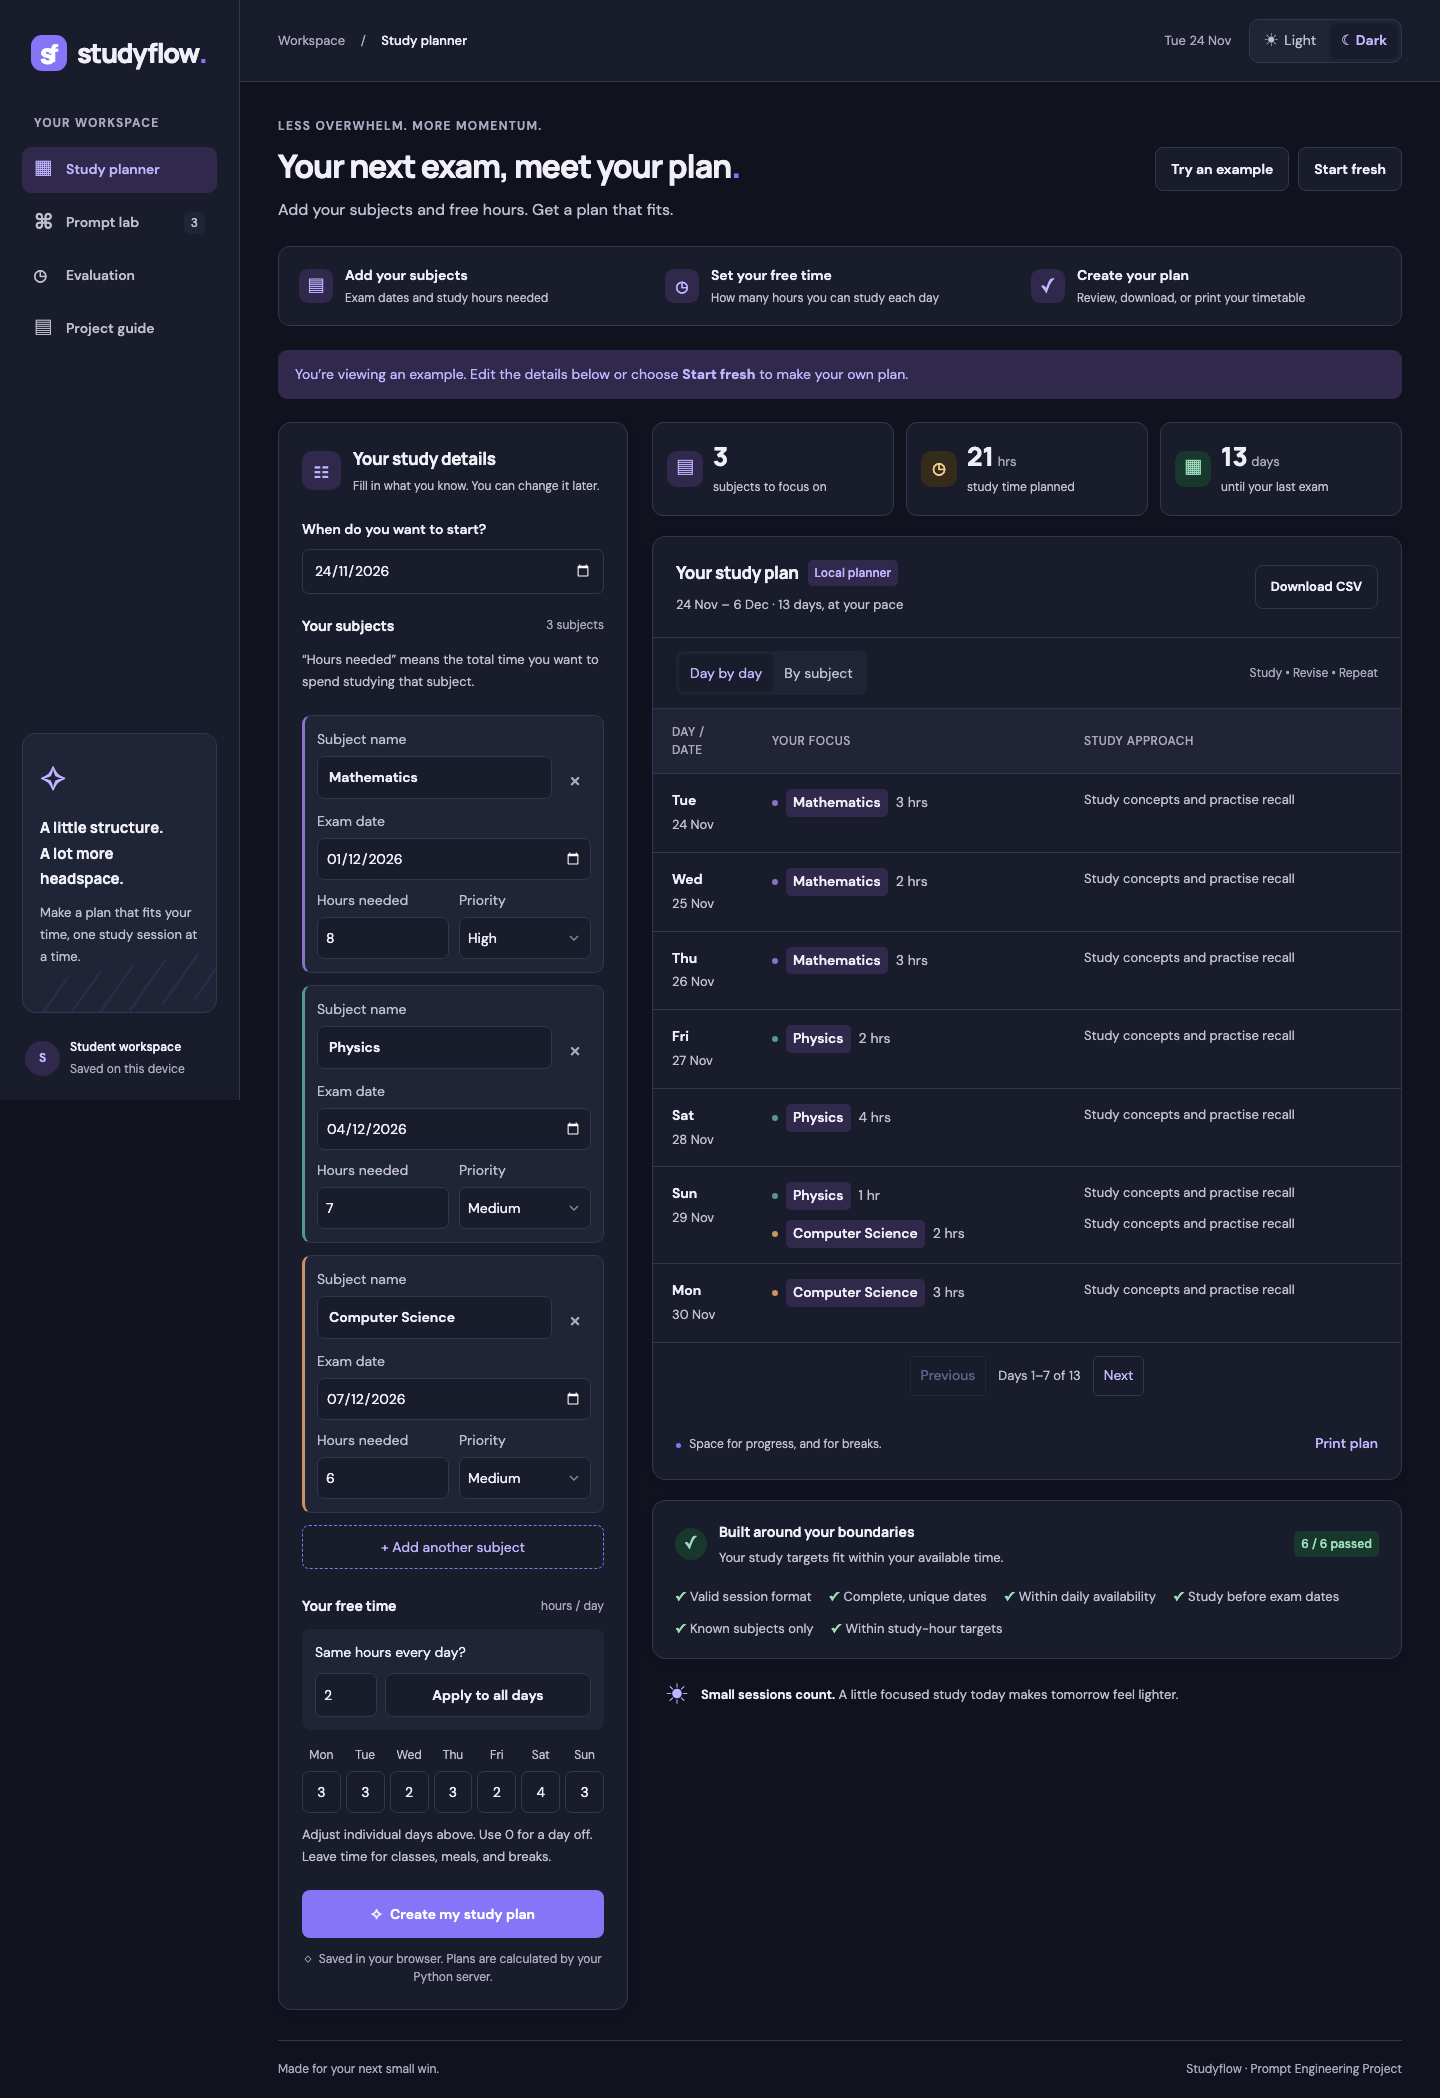 sf studyflow.
YOUR WORKSPACE
Study planner
Prompt lab 3
Evaluation
Project guide
A little structure.
A lot more
headspace.
Make a plan that fits your
time, one study session at
a time.
S
Student workspace
Saved on this device
Workspace / Study planner
Tue 24 Nov
Light
Dark
LESS OVERWHELM. MORE MOMENTUM.
Your next exam, meet your plan.
Add your subjects and free hours. Get a plan that fits.
Try an example
Start fresh
Add your subjects
Exam dates and study hours needed
Set your free time
How many hours you can study each day
Create your plan
Review, download, or print your timetable
You’re viewing an example. Edit the details below or choose Start fresh to make your own plan.
Your study details
Fill in what you know. You can change it later.
When do you want to start?
24/11/2026
Your subjects 3 subjects
“Hours needed” means the total time you want to
spend studying that subject.
Subject name
Mathematics ×
Exam date
01/12/2026
Hours needed Priority
8 High
Subject name
Physics ×
Exam date
04/12/2026
Hours needed Priority
7 Medium
Subject name
Computer Science ×
Exam date
07/12/2026
Hours needed Priority
6 Medium
+ Add another subject
Your free time hours / day
Same hours every day?
2 Apply to all days
Mon Tue Wed Thu Fri Sat Sun
3 3 2 3 2 4 3
Adjust individual days above. Use 0 for a day off.
Leave time for classes, meals, and breaks.
✧ Create my study plan
◇ Saved in your browser. Plans are calculated by your
Python server.
3
subjects to focus on
21 hrs
study time planned
13 days
until your last exam
Your study plan Local planner
24 Nov – 6 Dec · 13 days, at your pace
Download CSV
Day by day By subject
Study • Revise • Repeat
DAY /
DATE
YOUR FOCUS
STUDY APPROACH
Tue
24 Nov
Mathematics 3 hrs
Study concepts and practise recall
Wed
25 Nov
Mathematics 2 hrs
Study concepts and practise recall
Thu
26 Nov
Mathematics 3 hrs
Study concepts and practise recall
Fri
27 Nov
Physics 2 hrs
Study concepts and practise recall
Sat
28 Nov
Physics 4 hrs
Study concepts and practise recall
Sun
29 Nov
Physics 1 hr
Study concepts and practise recall
Computer Science 2 hrs
Study concepts and practise recall
Mon
30 Nov
Computer Science 3 hrs
Study concepts and practise recall
Previous Days 1–7 of 13 Next
Space for progress, and for breaks.
Print plan
Built around your boundaries
Your study targets fit within your available time.
6 / 6 passed
✔ Valid session format ✔ Complete, unique dates ✔ Within daily availability ✔ Study before exam dates
✔ Known subjects only ✔ Within study-hour targets
Small sessions count. A little focused study today makes tomorrow feel lighter.
Made for your next small win.
Studyflow · Prompt Engineering Project